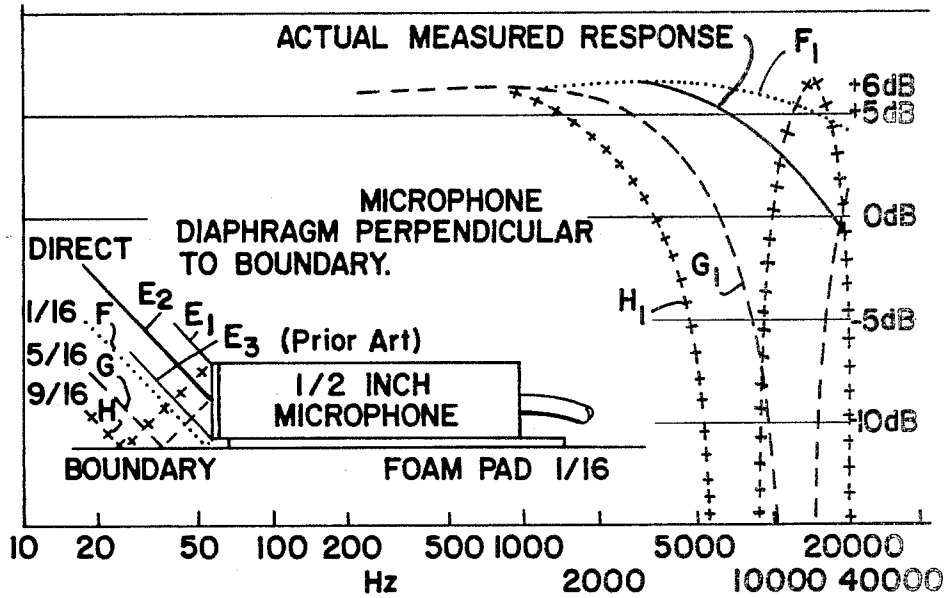 ACTUAL MEASURED RESPONSE
F1
+6dB
+5dB
MICROPHONE
DIAPHRAGM PERPENDICULAR
TO BOUNDARY.
0dB
DIRECT
E2
E1
E3 (Prior Art)
1/16
F
5/16
G
9/16
H
G1
H1
-5dB
1/2 INCH
MICROPHONE
-10dB
BOUNDARY
FOAM PAD 1/16
10 20 50 100 200 500 1000 5000 20000
Hz 2000 10000 40000